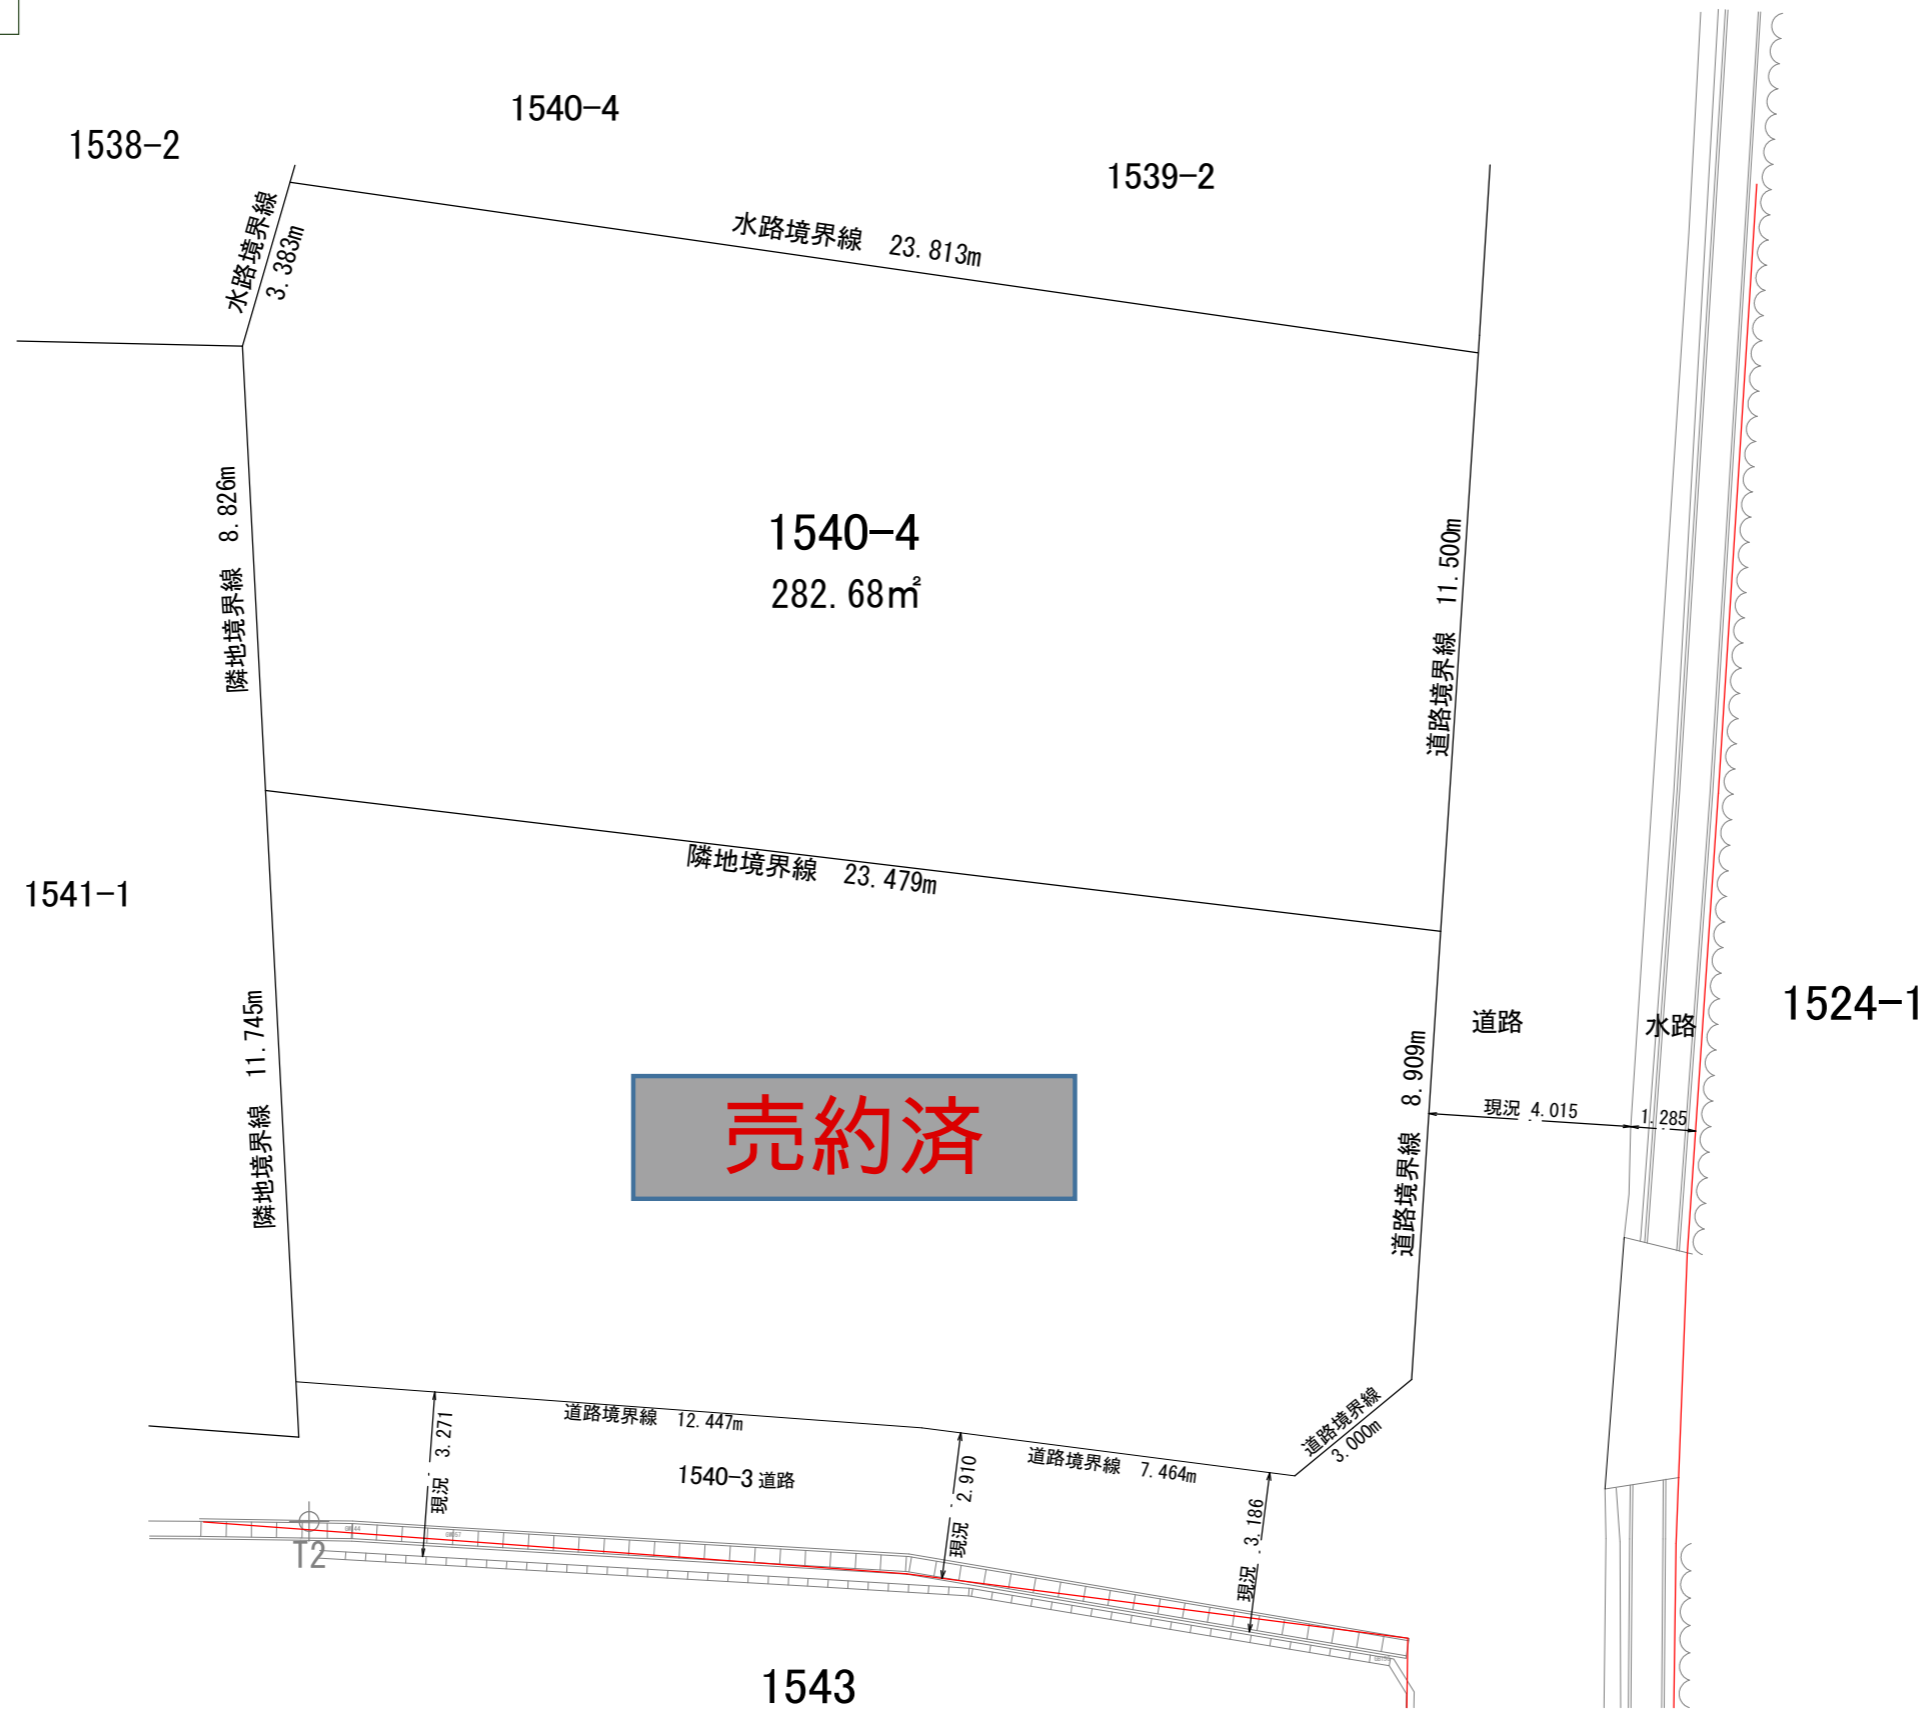 1540-4
1538-2
1539-2
水路境界線 3.383m
水路境界線 23.813m
隣地境界線 8.826m
1540-4
282.68㎡
道路境界線 11.500m
隣地境界線 23.479m
1541-1
1524-1
道路
水路
隣地境界線 11.745m
売約済
道路境界線 8.909m
現況 4.015
1.285
道路境界線 12.447m
道路境界線 7.464m
道路境界線
3.000m
現況 3.271
1540-3 道路
現況 2.910
現況 3.186
T2
1543